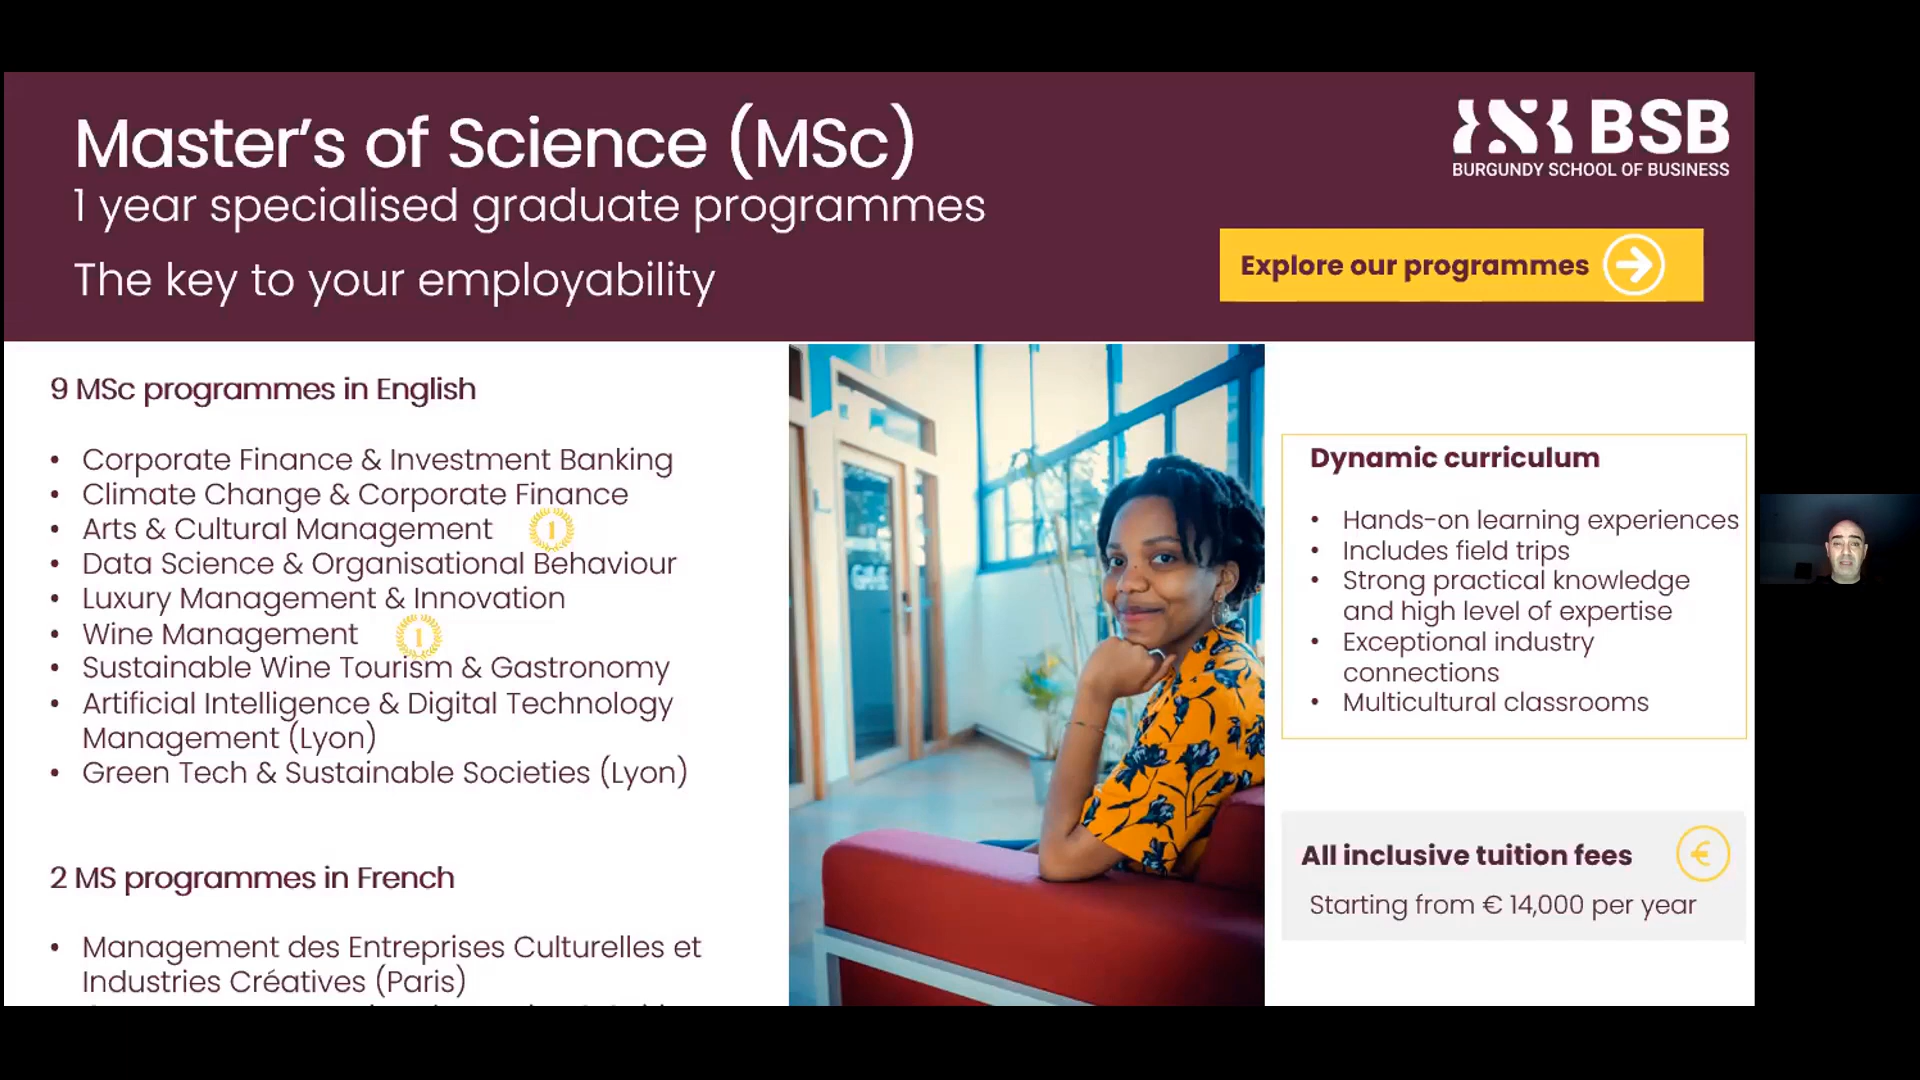 Master's of Science (MSc)
1 year specialised graduate programmes
The key to your employability
BSB
BURGUNDY SCHOOL OF BUSINESS
Explore our programmes
9 MSc programmes in English
• Corporate Finance & Investment Banking
• Climate Change & Corporate Finance
• Arts & Cultural Management 1
• Data Science & Organisational Behaviour
• Luxury Management & Innovation
• Wine Management 1
• Sustainable Wine Tourism & Gastronomy
• Artificial Intelligence & Digital Technology
Management (Lyon)
• Green Tech & Sustainable Societies (Lyon)
2 MS programmes in French
• Management des Entreprises Culturelles et
Industries Créatives (Paris)
Dynamic curriculum
• Hands-on learning experiences
• Includes field trips
• Strong practical knowledge
and high level of expertise
• Exceptional industry
connections
• Multicultural classrooms
All inclusive tuition fees €
Starting from € 14,000 per year